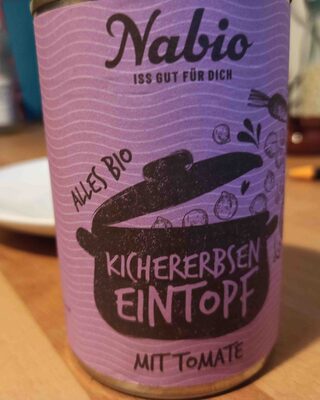 Nabio
ISS GUT FÜR DICH
ALLES BIO
KICHERERBSEN
EINTOPF
MIT TOMATE